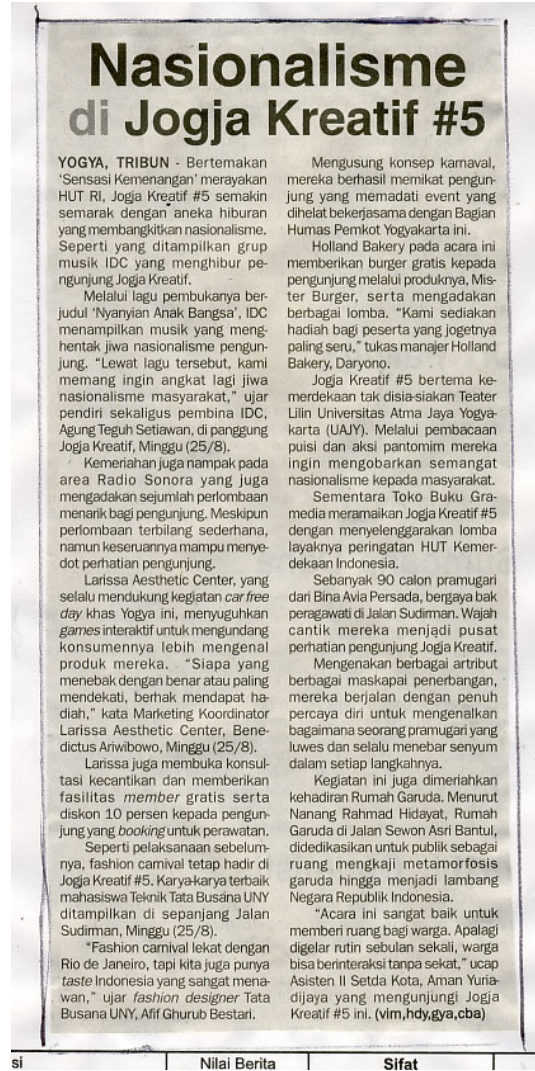 Nasionalisme
di Jogja Kreatif #5
YOGYA, TRIBUN - Bertemakan
'Sensasi Kemenangan' merayakan
HUT RI, Jogja Kreatif #5 semakin
semarak dengan aneka hiburan
yang membangkitkan nasionalisme.
Seperti yang ditampilkan grup
musik IDC yang menghibur pe-
ngunjung Jogja Kreatif.
Melalui lagu pembukanya ber-
judul 'Nyanyian Anak Bangsa', IDC
menampilkan musik yang meng-
hentak jiwa nasionalisme pengun-
jung. "Lewat lagu tersebut, kami
memang ingin angkat lagi jiwa
nasionalisme masyarakat," ujar
pendiri sekaligus pembina IDC,
Agung Teguh Setiawan, di panggung
Jogja Kreatif, Minggu (25/8).
Kemeriahan juga nampak pada
area Radio Sonora yang juga
mengadakan sejumlah perlombaan
menarik bagi pengunjung. Meskipun
perlombaan terbilang sederhana,
namun keseruannya mampu menye-
dot perhatian pengunjung.
Larissa Aesthetic Center, yang
selalu mendukung kegiatan car free
day khas Yogya ini, menyuguhkan
games interaktif untuk mengundang
konsumennya lebih mengenal
produk mereka. "Siapa yang
menebak dengan benar atau paling
mendekati, berhak mendapat ha-
diah," kata Marketing Koordinator
Larissa Aesthetic Center, Bene-
dictus Ariwibowo, Minggu (25/8).
Larissa juga membuka konsul-
tasi kecantikan dan memberikan
fasilitas member gratis serta
diskon 10 persen kepada pengun-
jung yang booking untuk perawatan.
Seperti pelaksanaan sebelum-
nya, fashion carnival tetap hadir di
Jogja Kreatif #5. Karya-karya terbaik
mahasiswa Teknik Tata Busana UNY
ditampilkan di sepanjang Jalan
Sudirman, Minggu (25/8).
"Fashion carnival lekat dengan
Rio de Janeiro, tapi kita juga punya
taste Indonesia yang sangat mena-
wan," ujar fashion designer Tata
Busana UNY, Afif Ghurub Bestari.
Mengusung konsep karnaval,
mereka berhasil memikat pengun-
jung yang memadati event yang
dihelat bekerjasama dengan Bagian
Humas Pemkot Yogyakarta ini.
Holland Bakery pada acara ini
memberikan burger gratis kepada
pengunjung melalui produknya, Mis-
ter Burger, serta mengadakan
berbagai lomba. "Kami sediakan
hadiah bagi peserta yang jogetnya
paling seru," tukas manajer Holland
Bakery, Daryono.
Jogja Kreatif #5 bertema ke-
merdekaan tak disia-siakan Teater
Lilin Universitas Atma Jaya Yogya-
karta (UAJY). Melalui pembacaan
puisi dan aksi pantomim mereka
ingin mengobarkan semangat
nasionalisme kepada masyarakat.
Sementara Toko Buku Gra-
media meramaikan Jogja Kreatif #5
dengan menyelenggarakan lomba
layaknya peringatan HUT Kemer-
dekaan Indonesia.
Sebanyak 90 calon pramugari
dari Bina Avia Persada, bergaya bak
peragawati di Jalan Sudirman. Wajah
cantik mereka menjadi pusat
perhatian pengunjung Jogja Kreatif.
Mengenakan berbagai artribut
berbagai maskapai penerbangan,
mereka berjalan dengan penuh
percaya diri untuk mengenalkan
bagaimana seorang pramugari yang
luwes dan selalu menebar senyum
dalam setiap langkahnya.
Kegiatan ini juga dimeriahkan
kehadiran Rumah Garuda. Menurut
Nanang Rahmad Hidayat, Rumah
Garuda di Jalan Sewon Asri Bantul,
didedikasikan untuk publik sebagai
ruang mengkaji metamorfosis
garuda hingga menjadi lambang
Negara Republik Indonesia.
"Acara ini sangat baik untuk
memberi ruang bagi warga. Apalagi
digelar rutin sebulan sekali, warga
bisa berinteraksi tanpa sekat," ucap
Asisten II Setda Kota, Aman Yuria-
dijaya yang mengunjungi Jogja
Kreatif #5 ini. (vim,hdy,gya,cba)
si
Nilai Berita
Sifat